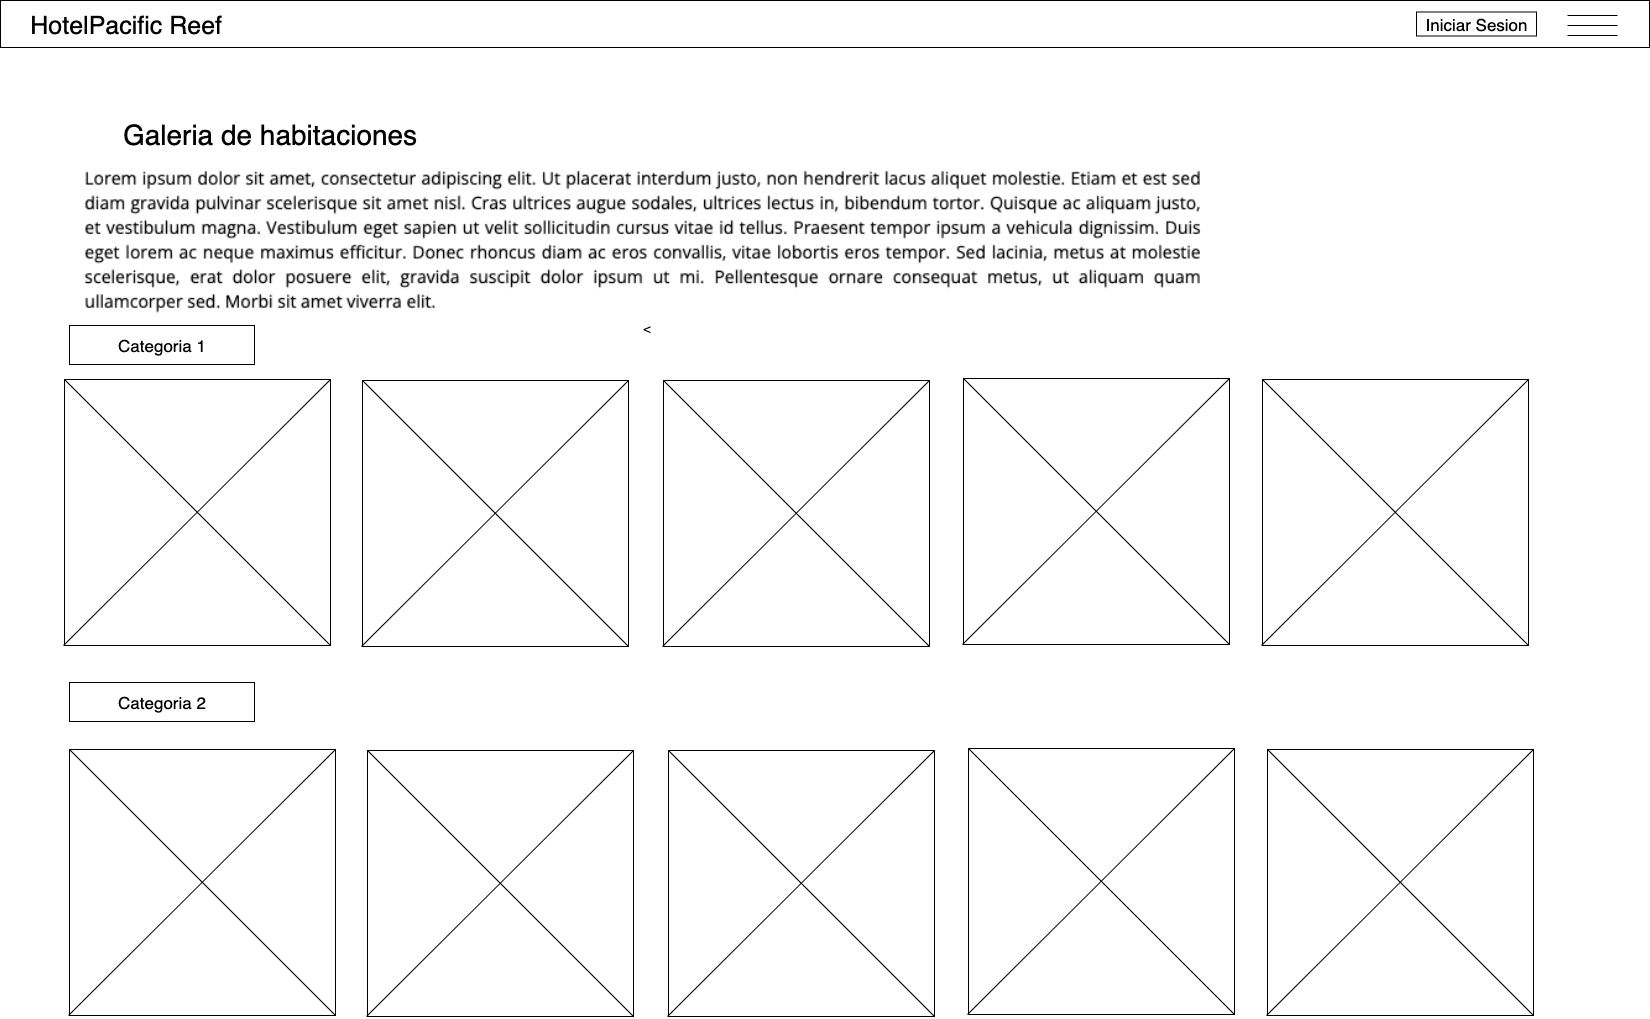 HotelPacific Reef
Iniciar Sesion
Galeria de habitaciones
Lorem ipsum dolor sit amet, consectetur adipiscing elit. Ut placerat interdum justo, non hendrerit lacus aliquet molestie. Etiam et est sed
diam gravida pulvinar scelerisque sit amet nisl. Cras ultrices augue sodales, ultrices lectus in, bibendum tortor. Quisque ac aliquam justo,
et vestibulum magna. Vestibulum eget sapien ut velit sollicitudin cursus vitae id tellus. Praesent tempor ipsum a vehicula dignissim. Duis
eget lorem ac neque maximus efficitur. Donec rhoncus diam ac eros convallis, vitae lobortis eros tempor. Sed lacinia, metus at molestie
scelerisque, erat dolor posuere elit, gravida suscipit dolor ipsum ut mi. Pellentesque ornare consequat metus, ut aliquam quam
ullamcorper sed. Morbi sit amet viverra elit.
<
Categoria 1
Categoria 2